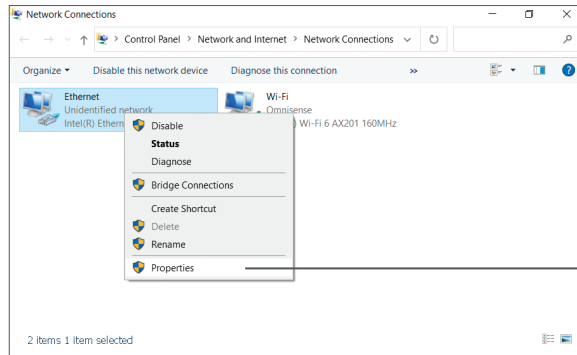 Network Connections
Control Panel > Network and Internet > Network Connections
Organize Disable this network device Diagnose this connection »
Ethernet
Unidentified network
Intel(R) Ethern
Wi-Fi
Omnisense
) Wi-Fi 6 AX201 160MHz
Disable
Status
Diagnose
Bridge Connections
Create Shortcut
Delete
Rename
Properties
2 items 1 item selected